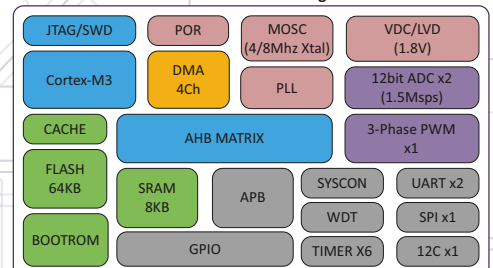 JTAG/SWD
POR
MOSC
(4/8Mhz Xtal)
VDC/LVD
(1.8V)
Cortex-M3
DMA
4Ch
PLL
12bit ADC x2
(1.5Msps)
CACHE
AHB MATRIX
3-Phase PWM
x1
FLASH
64KB
SRAM
8KB
APB
SYSCON
UART x2
WDT
SPI x1
BOOTROM
GPIO
TIMER X6
12C x1